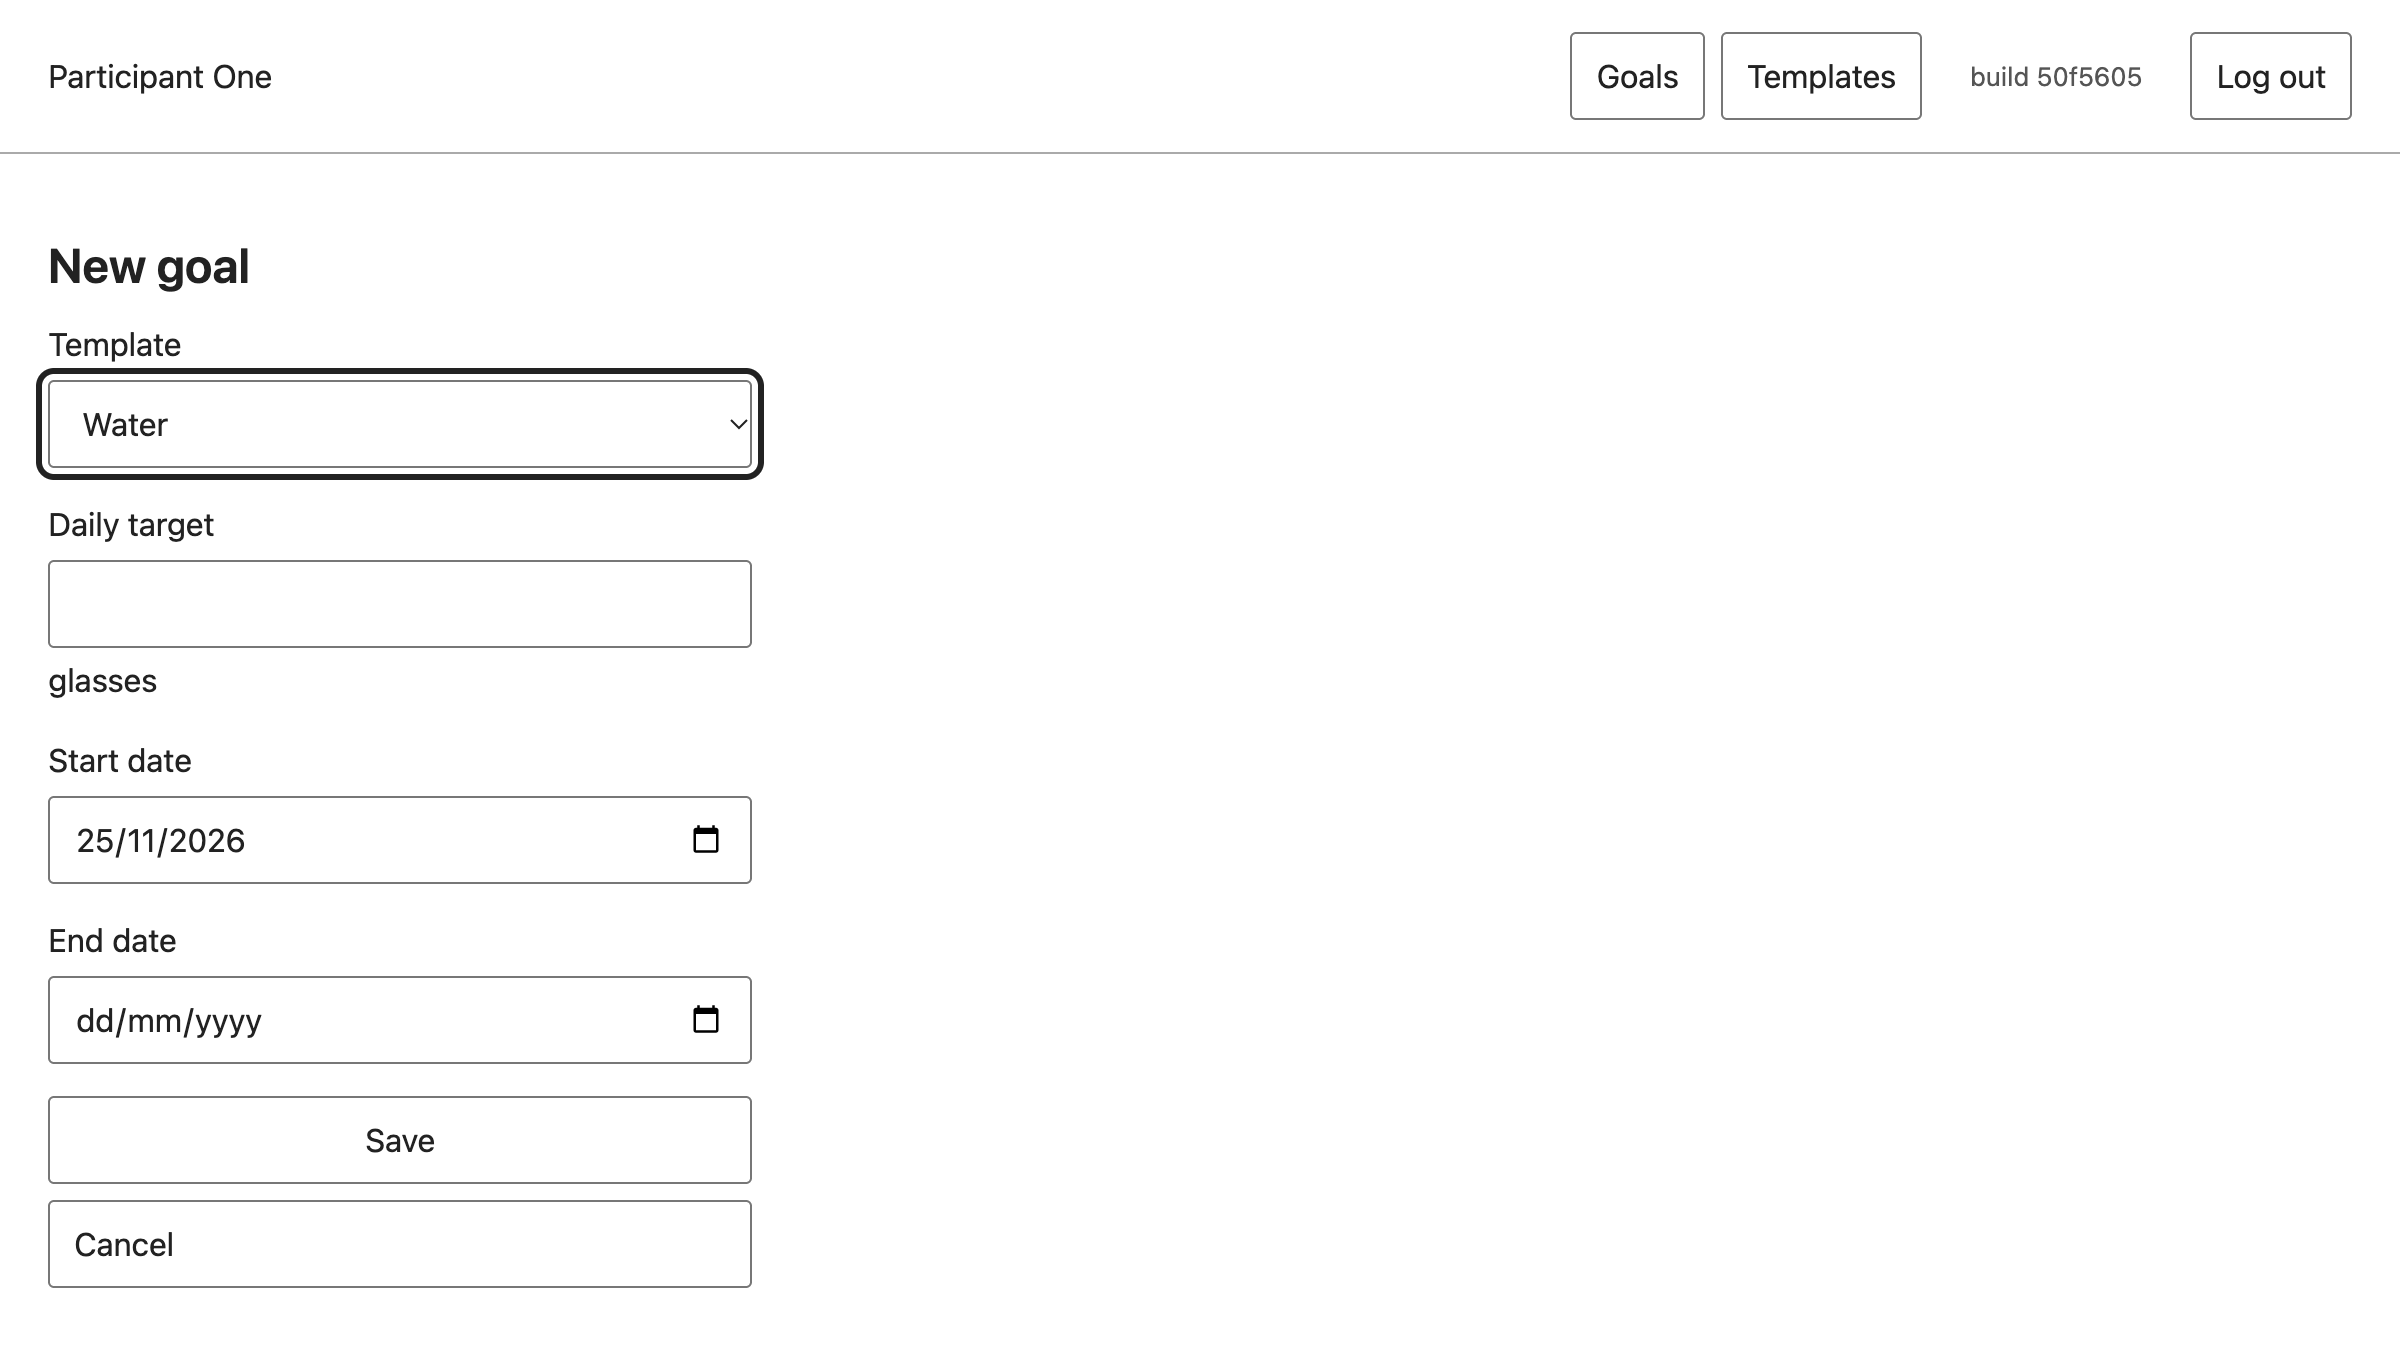 Participant One
Goals
Templates
build 50f5605
Log out
New goal
Template
Water
Daily target
glasses
Start date
25/11/2026
End date
dd/mm/yyyy
Save
Cancel